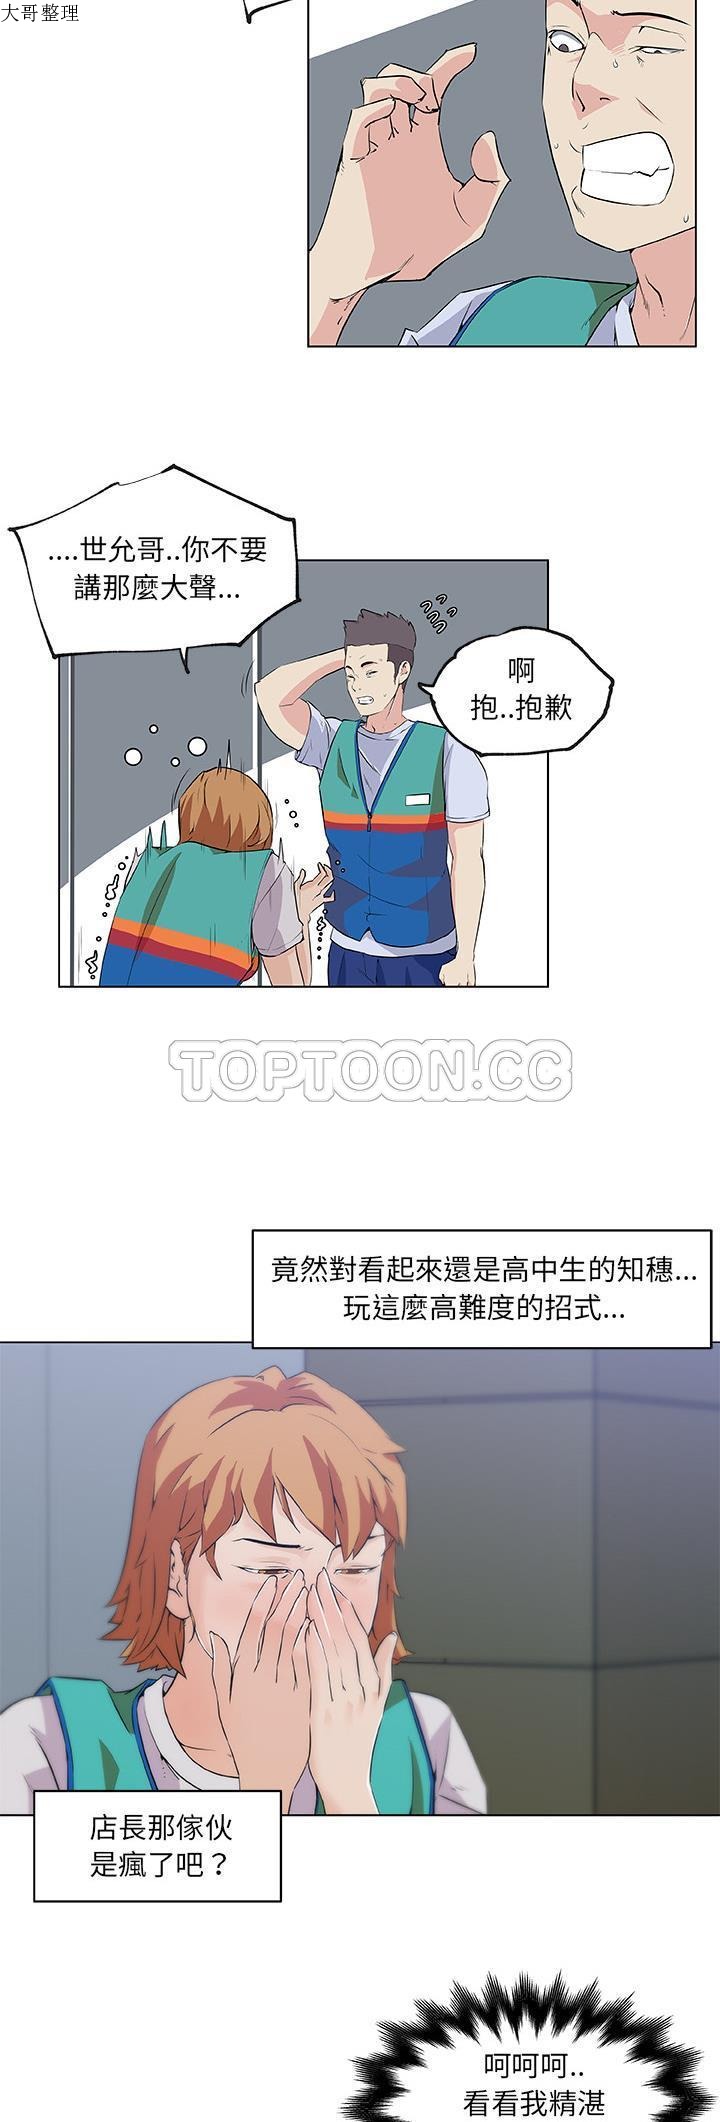 大哥整理
....世允哥..你不要
講那麼大聲...
啊
抱..抱歉
TOPTOON.CC
竟然對看起來還是高中生的知穗...
玩這麼高難度的招式...
店長那傢伙
是瘋了吧？
呵呵呵..
看看我精湛